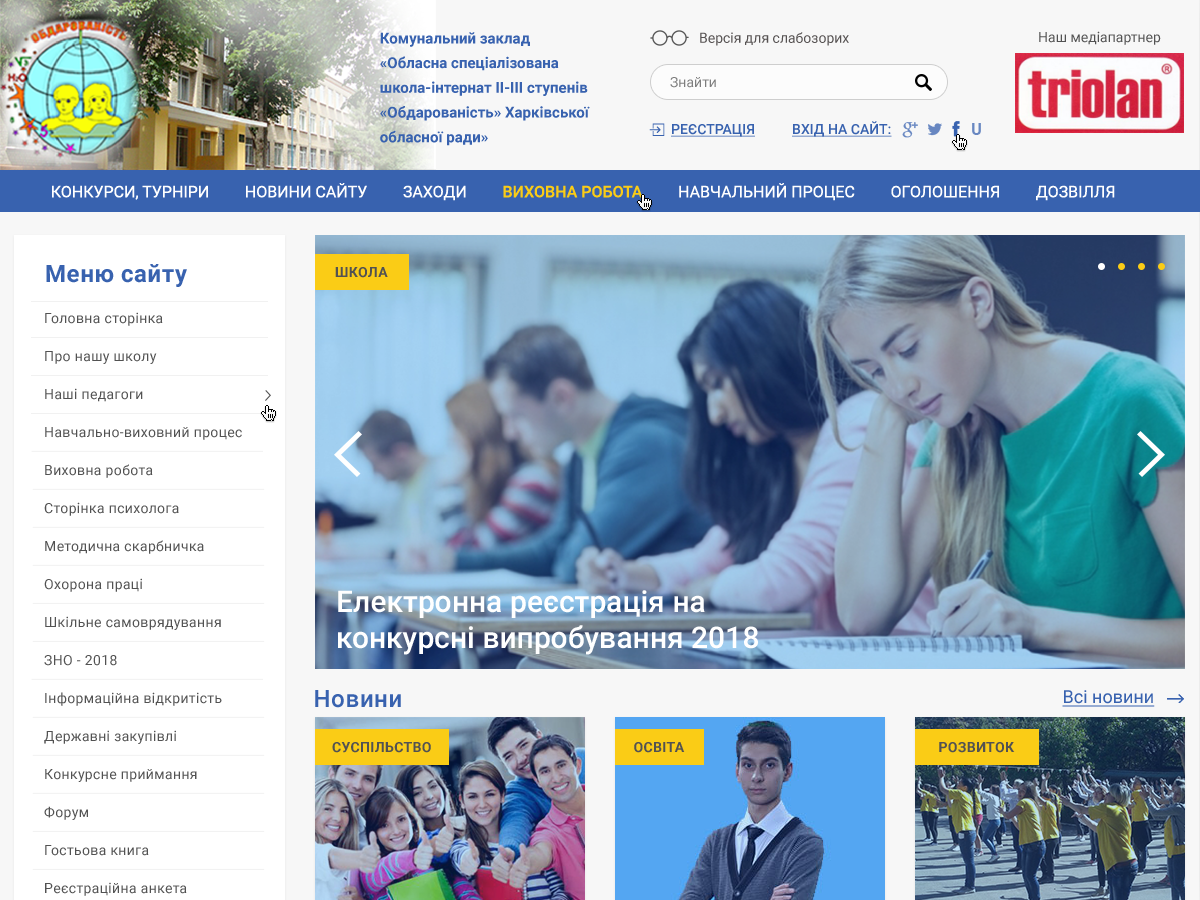 ОБДАРОВАНІСТЬ
Комунальний заклад
«Обласна спеціалізована
школа-інтернат II-III ступенів
«Обдарованість» Харківської
обласної ради»
Версія для слабозорих
Знайти
РЕЄСТРАЦІЯ
ВХІД НА САЙТ:
Наш медіапартнер
triolan®
КОНКУРСИ, ТУРНІРИ НОВИНИ САЙТУ ЗАХОДИ ВИХОВНА РОБОТА НАВЧАЛЬНИЙ ПРОЦЕС ОГОЛОШЕННЯ ДОЗВІЛЛЯ
Меню сайту
Головна сторінка
Про нашу школу
Наші педагоги
Навчально-виховний процес
Виховна робота
Сторінка психолога
Методична скарбничка
Охорона праці
Шкільне самоврядування
ЗНО - 2018
Інформаційна відкритість
Державні закупівлі
Конкурсне приймання
Форум
Гостьова книга
Реєстраційна анкета
ШКОЛА
Електронна реєстрація на
конкурсні випробування 2018
Новини
Всі новини
СУСПІЛЬСТВО
ОСВІТА
РОЗВИТОК